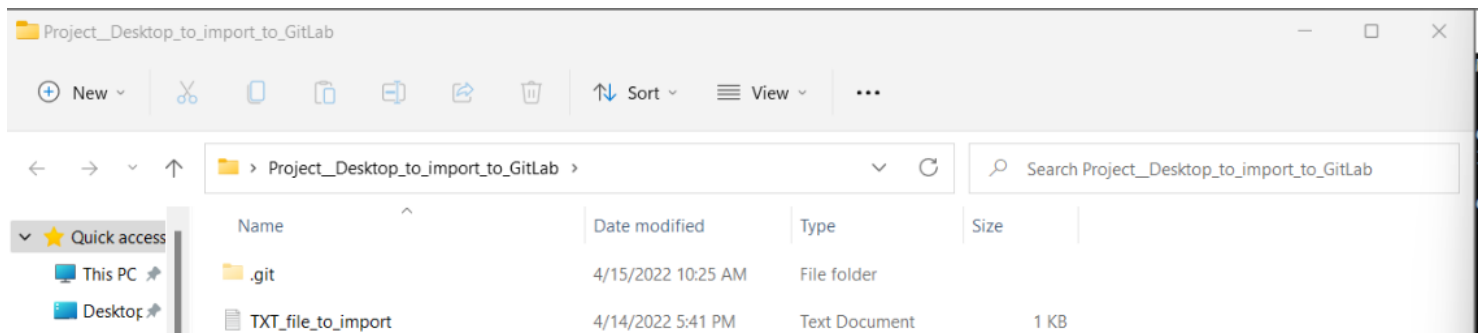 Project__Desktop_to_import_to_GitLab
New Sort View ...
> Project__Desktop_to_import_to_GitLab > Search Project__Desktop_to_import_to_GitLab
Quick access Name Date modified Type Size
This PC .git 4/15/2022 10:25 AM File folder
Desktop TXT_file_to_import 4/14/2022 5:41 PM Text Document 1 KB